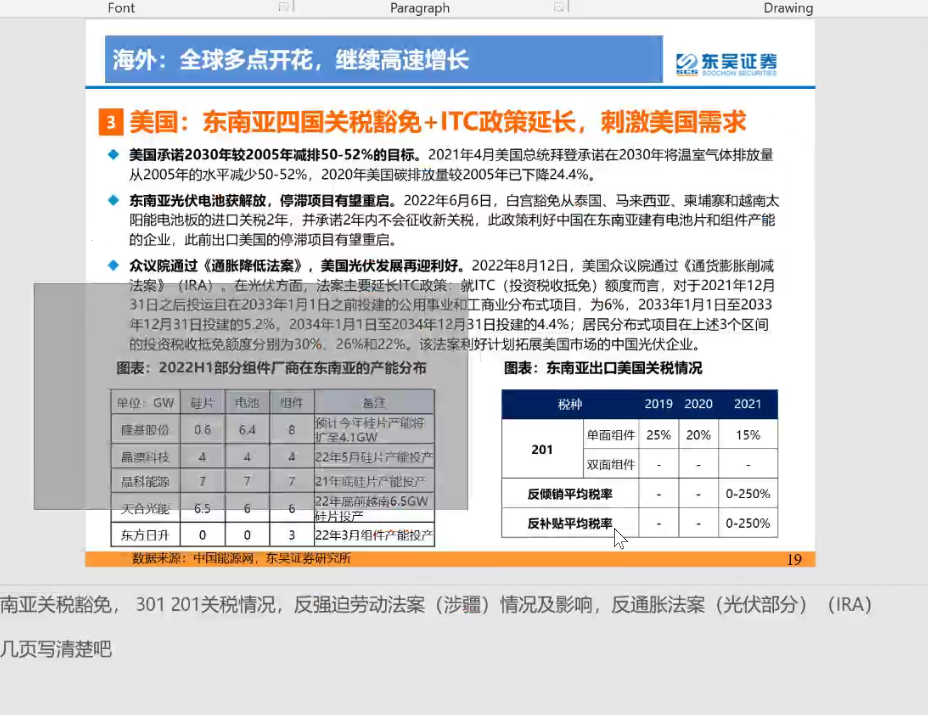 Font Paragraph Drawing
海外：全球多点开花，继续高速增长
东吴证券
SCS SOOCHOW SECURITIES
3 美国：东南亚四国关税豁免+ITC政策延长，刺激美国需求
◆ 美国承诺2030年较2005年减排50-52%的目标。2021年4月美国总统拜登承诺在2030年将温室气体排放量
从2005年的水平减少50-52%，2020年美国碳排放量较2005年已下降24.4%。
◆ 东南亚光伏电池获解放，停滞项目有望重启。2022年6月6日，白宫豁免从泰国、马来西亚、柬埔寨和越南太
阳能电池板的进口关税2年，并承诺2年内不会征收新关税，此政策利好中国在东南亚建有电池片和组件产能
的企业，此前出口美国的停滞项目有望重启。
◆ 众议院通过《通胀降低法案》，美国光伏发展再迎利好。2022年8月12日，美国众议院通过《通货膨胀削减
法案》（IRA）。在光伏方面，法案主要延长ITC政策：就ITC（投资税收抵免）额度而言，对于2021年12月
31日之后投运且在2033年1月1日之前投建的公用事业和工商业分布式项目，为6%，2033年1月1日至2033
年12月31日投建的5.2%，2034年1月1日至2034年12月31日投建的4.4%；居民分布式项目在上述3个区间
的投资税收抵免额度分别为30%、26%和22%。该法案利好计划拓展美国市场的中国光伏企业。
图表：2022H1部分组件厂商在东南亚的产能分布
单位：GW 硅片 电池 组件 备注
隆基股份 0.6 6.4 8 预计今年硅片产能将
扩至4.1GW
晶澳科技 4 4 4 22年5月硅片产能投产
晶科能源 7 7 7 21年底硅片产能投产
天合光能 6.5 6 6 22年底前越南6.5GW
硅片投产
东方日升 0 0 3 22年3月组件产能投产
图表：东南亚出口美国关税情况
税种 2019 2020 2021
201 单面组件 25% 20% 15%
双面组件 - - -
反倾销平均税率 - - 0-250%
反补贴平均税率 - - 0-250%
数据来源：中国能源网，东吴证券研究所 19
南亚关税豁免， 301 201关税情况，反强迫劳动法案（涉疆）情况及影响，反通胀法案（光伏部分）（IRA）
几页写清楚吧